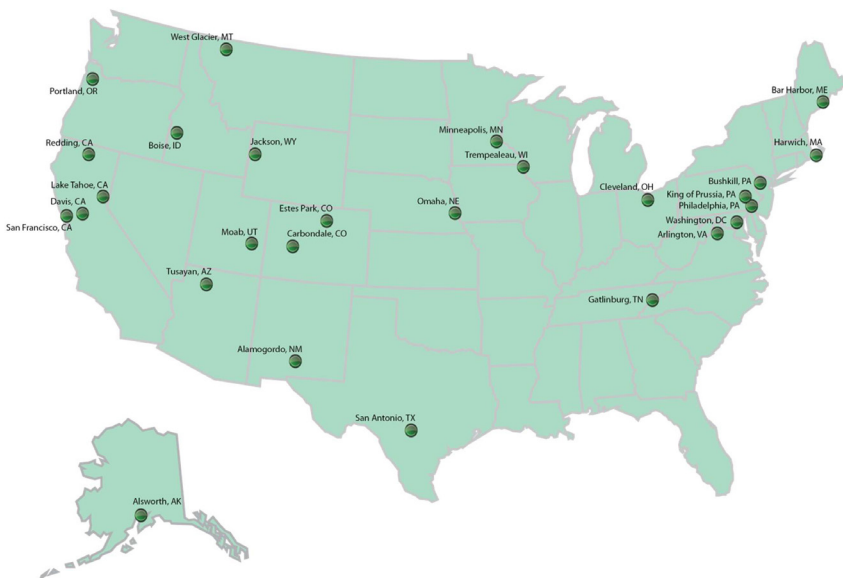 West Glacier, MT
Portland, OR
Bar Harbor, ME
Minneapolis, MN
Redding, CA
Boise, ID
Jackson, WY
Harwich, MA
Trempealeau, WI
Lake Tahoe, CA
Cleveland, OH
Bushkill, PA
King of Prussia, PA
Davis, CA
Estes Park, CO
Omaha, NE
Philadelphia, PA
San Francisco, CA
Washington, DC
Moab, UT
Carbondale, CO
Arlington, VA
Tusayan, AZ
Gatlinburg, TN
Alamogordo, NM
San Antonio, TX
Alsworth, AK